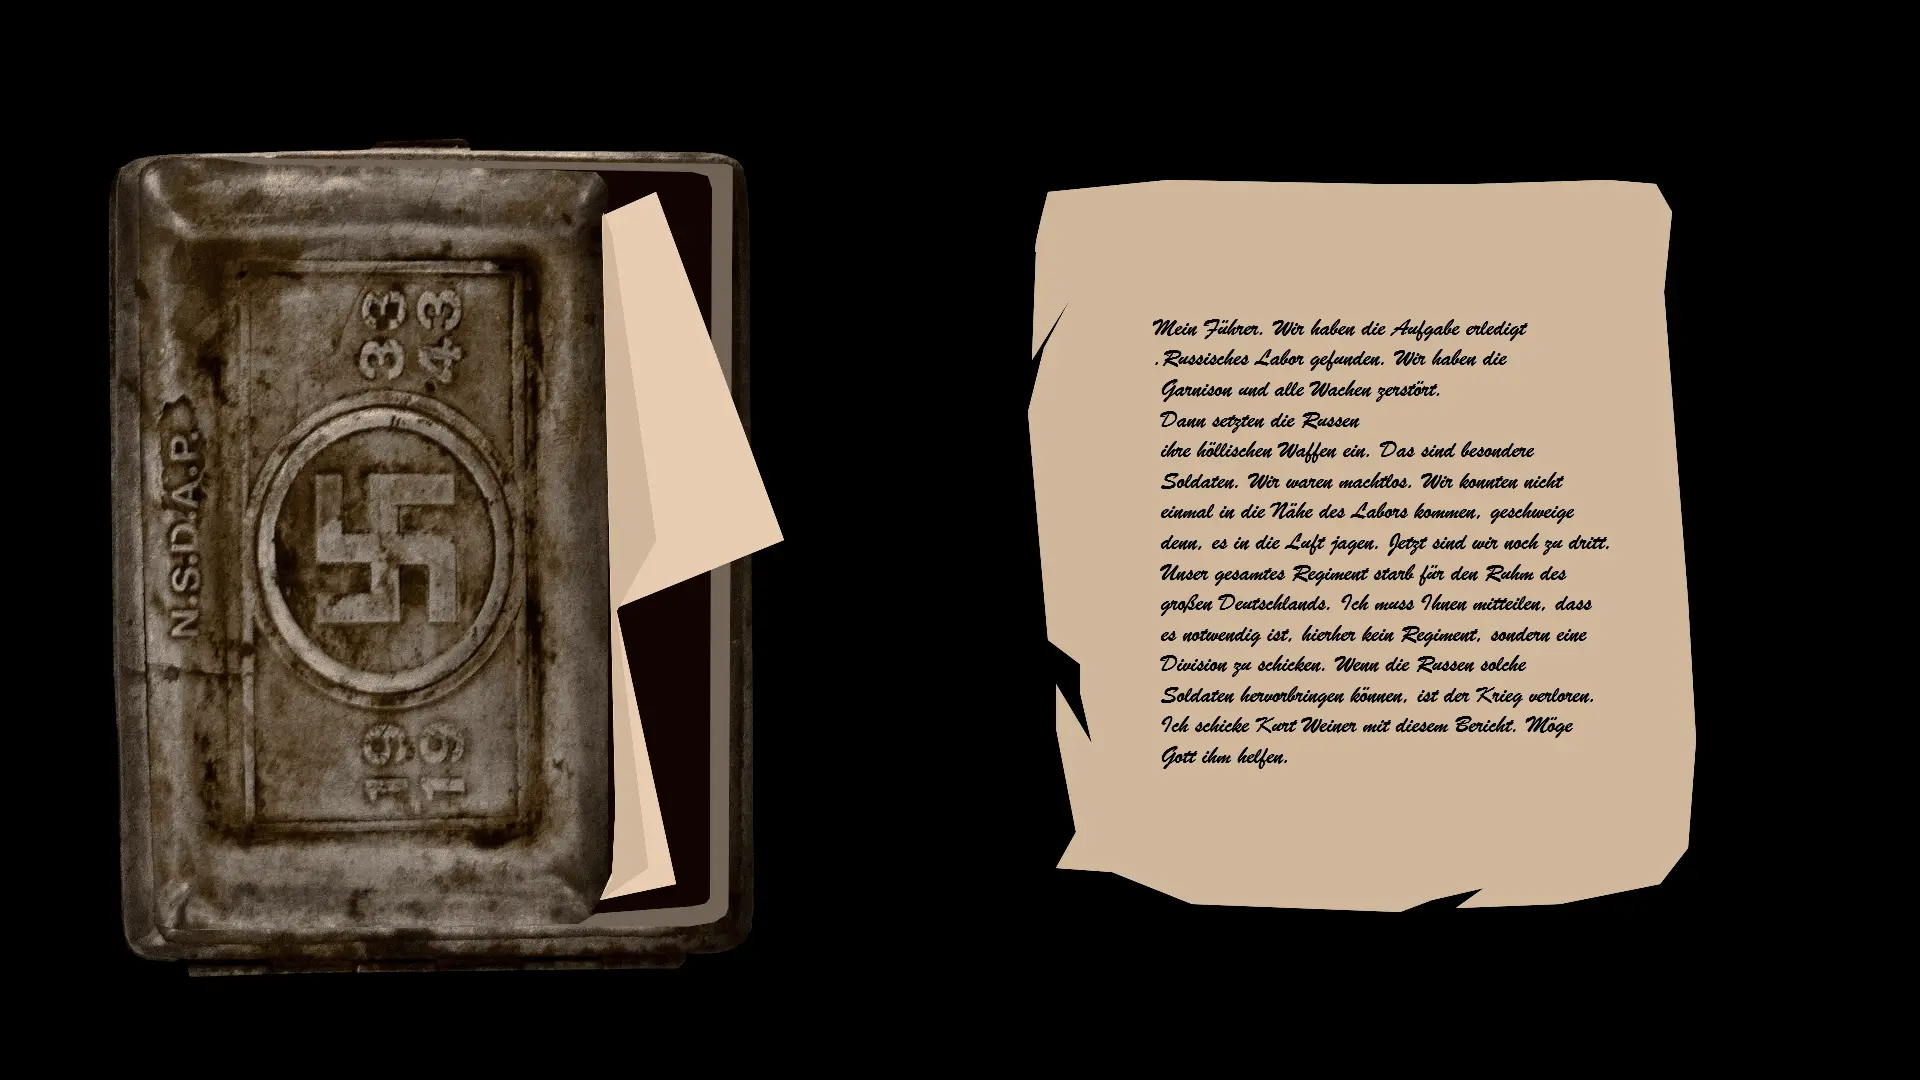 N.S.D.A.P.
1933
1943
Mein Führer. Wir haben die Aufgabe erledigt
.Russisches Labor gefunden. Wir haben die
Garnison und alle Wachen zerstört.
Dann setzten die Russen
ihre höllischen Waffen ein. Das sind besondere
Soldaten. Wir waren machtlos. Wir konnten nicht
einmal in die Nähe des Labors kommen, geschweige
denn, es in die Luft jagen. Jetzt sind wir noch zu dritt.
Unser gesamtes Regiment starb für den Ruhm des
großen Deutschlands. Ich muss Ihnen mitteilen, dass
es notwendig ist, hierher kein Regiment, sondern eine
Division zu schicken. Wenn die Russen solche
Soldaten hervorbringen können, ist der Krieg verloren.
Ich schicke Kurt Weiner mit diesem Bericht. Möge
Gott ihm helfen.